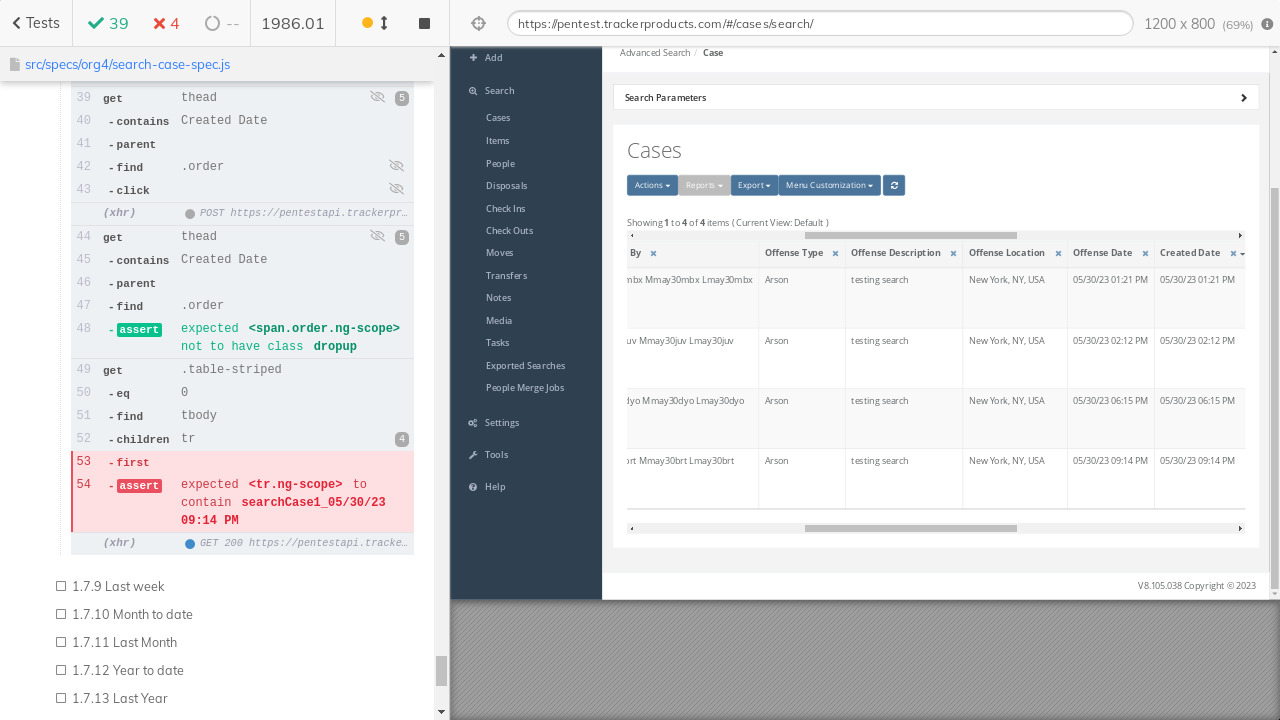 Tests
39
4
--
1986.01
https://pentest.trackerproducts.com/#/cases/search/
1200 x 800 (69%)
src/specs/org4/search-case-spec.js
39 get thead 5
40 -contains Created Date
41 -parent
42 -find .order
43 -click
(xhr) POST https://pentestapi.trackerpr…
44 get thead 5
45 -contains Created Date
46 -parent
47 -find .order
48 -assert expected <span.order.ng-scope>
not to have class dropup
49 get .table-striped
50 -eq 0
51 -find tbody
52 -children tr 4
53 -first
54 -assert expected <tr.ng-scope> to
contain searchCase1_05/30/23
09:14 PM
(xhr) GET 200 https://pentestapi.tracke…
1.7.9 Last week
1.7.10 Month to date
1.7.11 Last Month
1.7.12 Year to date
1.7.13 Last Year
Add
Search
Cases
Items
People
Disposals
Check Ins
Check Outs
Moves
Transfers
Notes
Media
Tasks
Exported Searches
People Merge Jobs
Settings
Tools
Help
Advanced Search / Case
Search Parameters
Cases
Actions Reports Export Menu Customization
Showing 1 to 4 of 4 items ( Current View: Default )
By Offense Type Offense Description Offense Location Offense Date Created Date
mbx Mmay30mbx Lmay30mbx Arson testing search New York, NY, USA 05/30/23 01:21 PM 05/30/23 01:21 PM
uv Mmay30juv Lmay30juv Arson testing search New York, NY, USA 05/30/23 02:12 PM 05/30/23 02:12 PM
dyo Mmay30dyo Lmay30dyo Arson testing search New York, NY, USA 05/30/23 06:15 PM 05/30/23 06:15 PM
ort Mmay30brt Lmay30brt Arson testing search New York, NY, USA 05/30/23 09:14 PM 05/30/23 09:14 PM
V8.105.038 Copyright © 2023